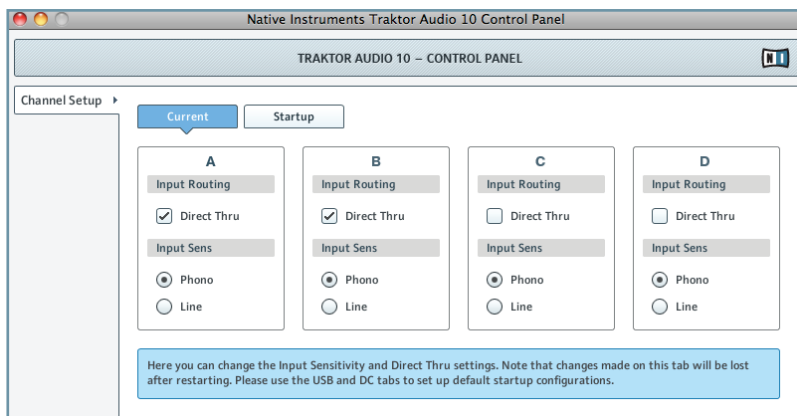 Native Instruments Traktor Audio 10 Control Panel
TRAKTOR AUDIO 10 – CONTROL PANEL
N I
Channel Setup
Current
Startup
A
Input Routing
Direct Thru
Input Sens
Phono
Line
B
Input Routing
Direct Thru
Input Sens
Phono
Line
C
Input Routing
Direct Thru
Input Sens
Phono
Line
D
Input Routing
Direct Thru
Input Sens
Phono
Line
Here you can change the Input Sensitivity and Direct Thru settings. Note that changes made on this tab will be lost
after restarting. Please use the USB and DC tabs to set up default startup configurations.